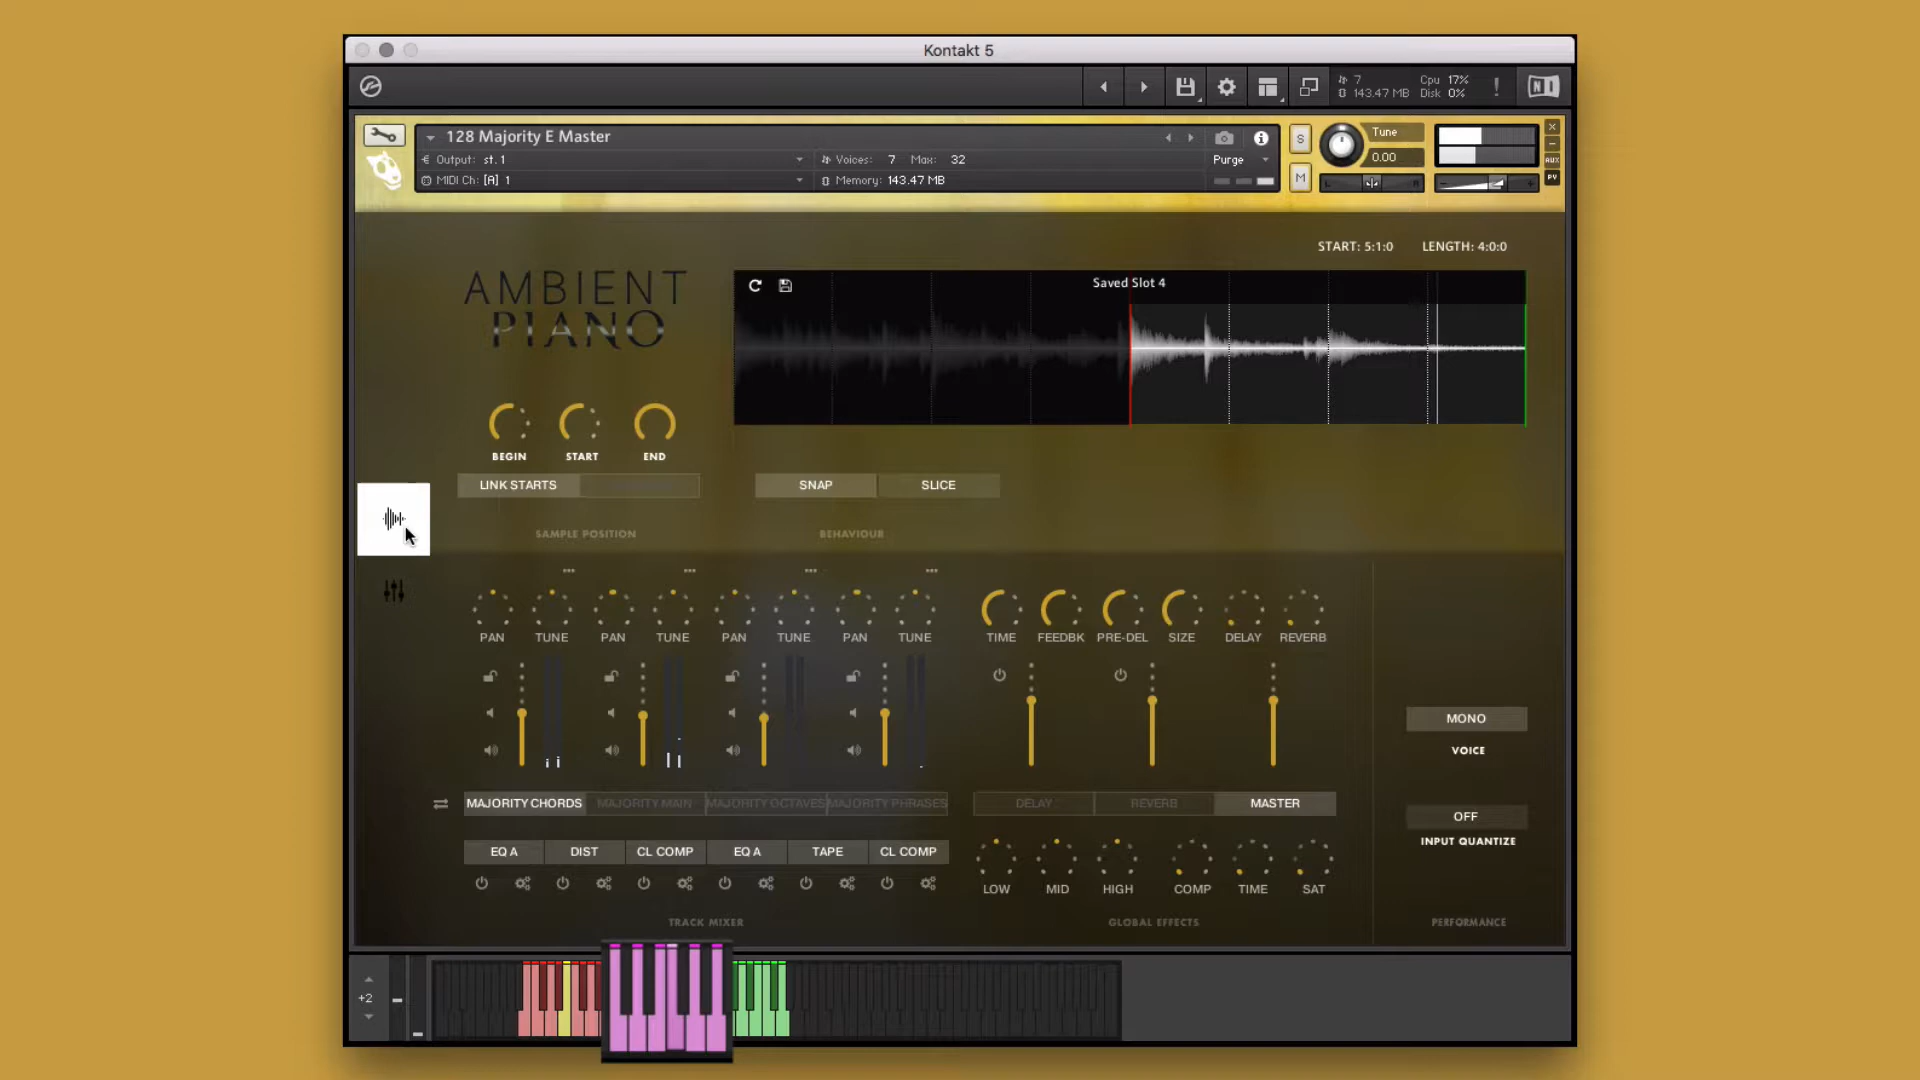 Kontakt 5
7
143.47 MB
Cpu 17%
Disk 0%
!
128 Majority E Master
Output: st.1
Voices: 7 Max: 32
Purge
MIDI Ch: [A] 1
Memory: 143.47 MB
S
M
Tune
0.00
L
R
AUX
PV
START: 5:1:0 LENGTH: 4:0:0
AMBIENT
PIANO
Saved Slot 4
BEGIN START END
LINK STARTS
SNAP SLICE
SAMPLE POSITION
BEHAVIOUR
PAN TUNE PAN TUNE PAN TUNE PAN TUNE
TIME FEEDBK PRE-DEL SIZE DELAY REVERB
MONO
VOICE
MAJORITY CHORDS MAJORITY MAIN MAJORITY OCTAVES MAJORITY PHRASES
DELAY REVERB MASTER
OFF
INPUT QUANTIZE
EQ A DIST CL COMP EQ A TAPE CL COMP
LOW MID HIGH COMP TIME SAT
TRACK MIXER
GLOBAL EFFECTS
PERFORMANCE
+2